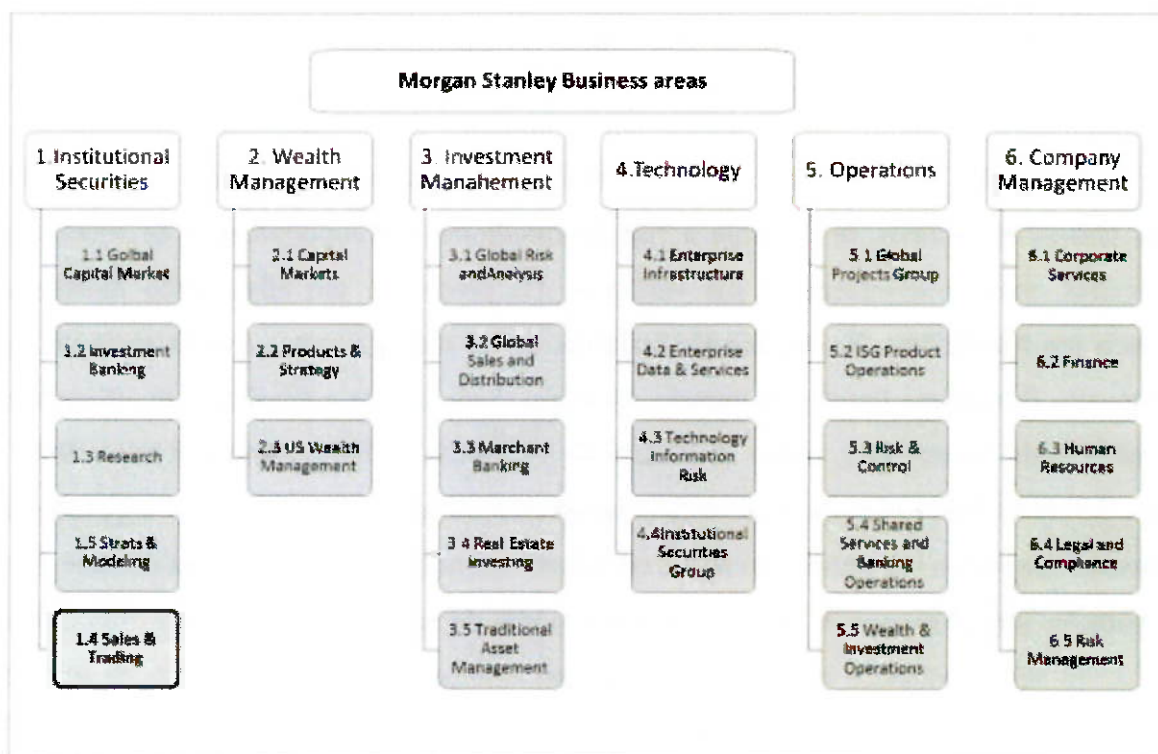 Morgan Stanley Business areas
1.Institutional
Securities
2. Wealth
Management
3. Investment
Manahement
4.Technology
5. Operations
6. Company
Management
1.1 Golbal
Capital Market
1.2 Investment
Banking
1.3 Research
1.5 Strats &
Modeling
1.4 Sales &
Trading
2.1 Capital
Markets
2.2 Products &
Strategy
2.3 US Wealth
Management
3.1 Global Risk
andAnalysis
3.2 Global
Sales and
Distribution
3.3 Marchant
Banking
3.4 Real Estate
Investing
3.5 Traditional
Asset
Management
4.1 Enterprise
Infrastructure
4.2 Enterprise
Data & Services
4.3 Technology
Information
Risk
4.4Institutional
Securities
Group
5.1 Global
Projects Group
5.2 ISG Product
Operations
5.3 Risk &
Control
5.4 Shared
Services and
Banking
Operations
5.5 Wealth &
Investment
Operations
6.1 Corporate
Services
6.2 Finance
6.3 Human
Resources
6.4 Legal and
Compliance
6.5 Risk
Management